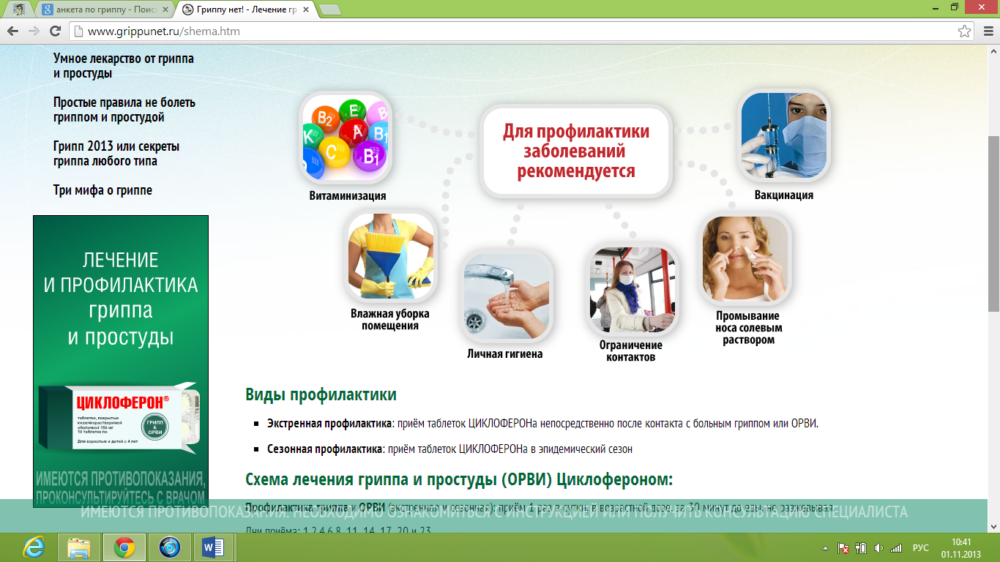 анкета по гриппу - Поис
Гриппу нет! - Лечение гр
www.grippunet.ru/shema.htm
Умное лекарство от гриппа
и простуды
Простые правила не болеть
гриппом и простудой
Грипп 2013 или секреты
гриппа любого типа
Три мифа о гриппе
ЛЕЧЕНИЕ
И ПРОФИЛАКТИКА
гриппа
и простуды
ЦИКЛОФЕРОН®
таблетки, покрытые
кишечнорастворимой
оболочкой 150 мг
10 таблеток по
Для взрослых и детей с 4 лет
ГРИПП
&
ОРВИ
ИМЕЮТСЯ ПРОТИВОПОКАЗАНИЯ,
ПРОКОНСУЛЬТИРУЙТЕСЬ С ВРАЧОМ
Для профилактики
заболеваний
рекомендуется
B2
E
B
K
A
B1
C
B1
Витаминизация
Вакцинация
Влажная уборка
помещения
Личная гигиена
Ограничение
контактов
Промывание
носа солевым
раствором
Виды профилактики
Экстренная профилактика: приём таблеток ЦИКЛОФЕРОНа непосредственно после контакта с больным гриппом или ОРВИ.
Сезонная профилактика: приём таблеток ЦИКЛОФЕРОНа в эпидемический сезон
Схема лечения гриппа и простуды (ОРВИ) Циклофероном:
Профилактика гриппа и ОРВИ (экстренная и сезонная): приём 1 раз в сутки, в возрастной дозе, за 30 минут до еды, не разжевывая.
ИМЕЮТСЯ ПРОТИВОПОКАЗАНИЯ. НЕОБХОДИМО ОЗНАКОМИТЬСЯ С ИНСТРУКЦИЕЙ ИЛИ ПОЛУЧИТЬ КОНСУЛЬТАЦИЮ СПЕЦИАЛИСТА
Дни приёма: 1,2,4,6,8, 11, 14, 17, 20 и 23.
РУС
10:41
01.11.2013